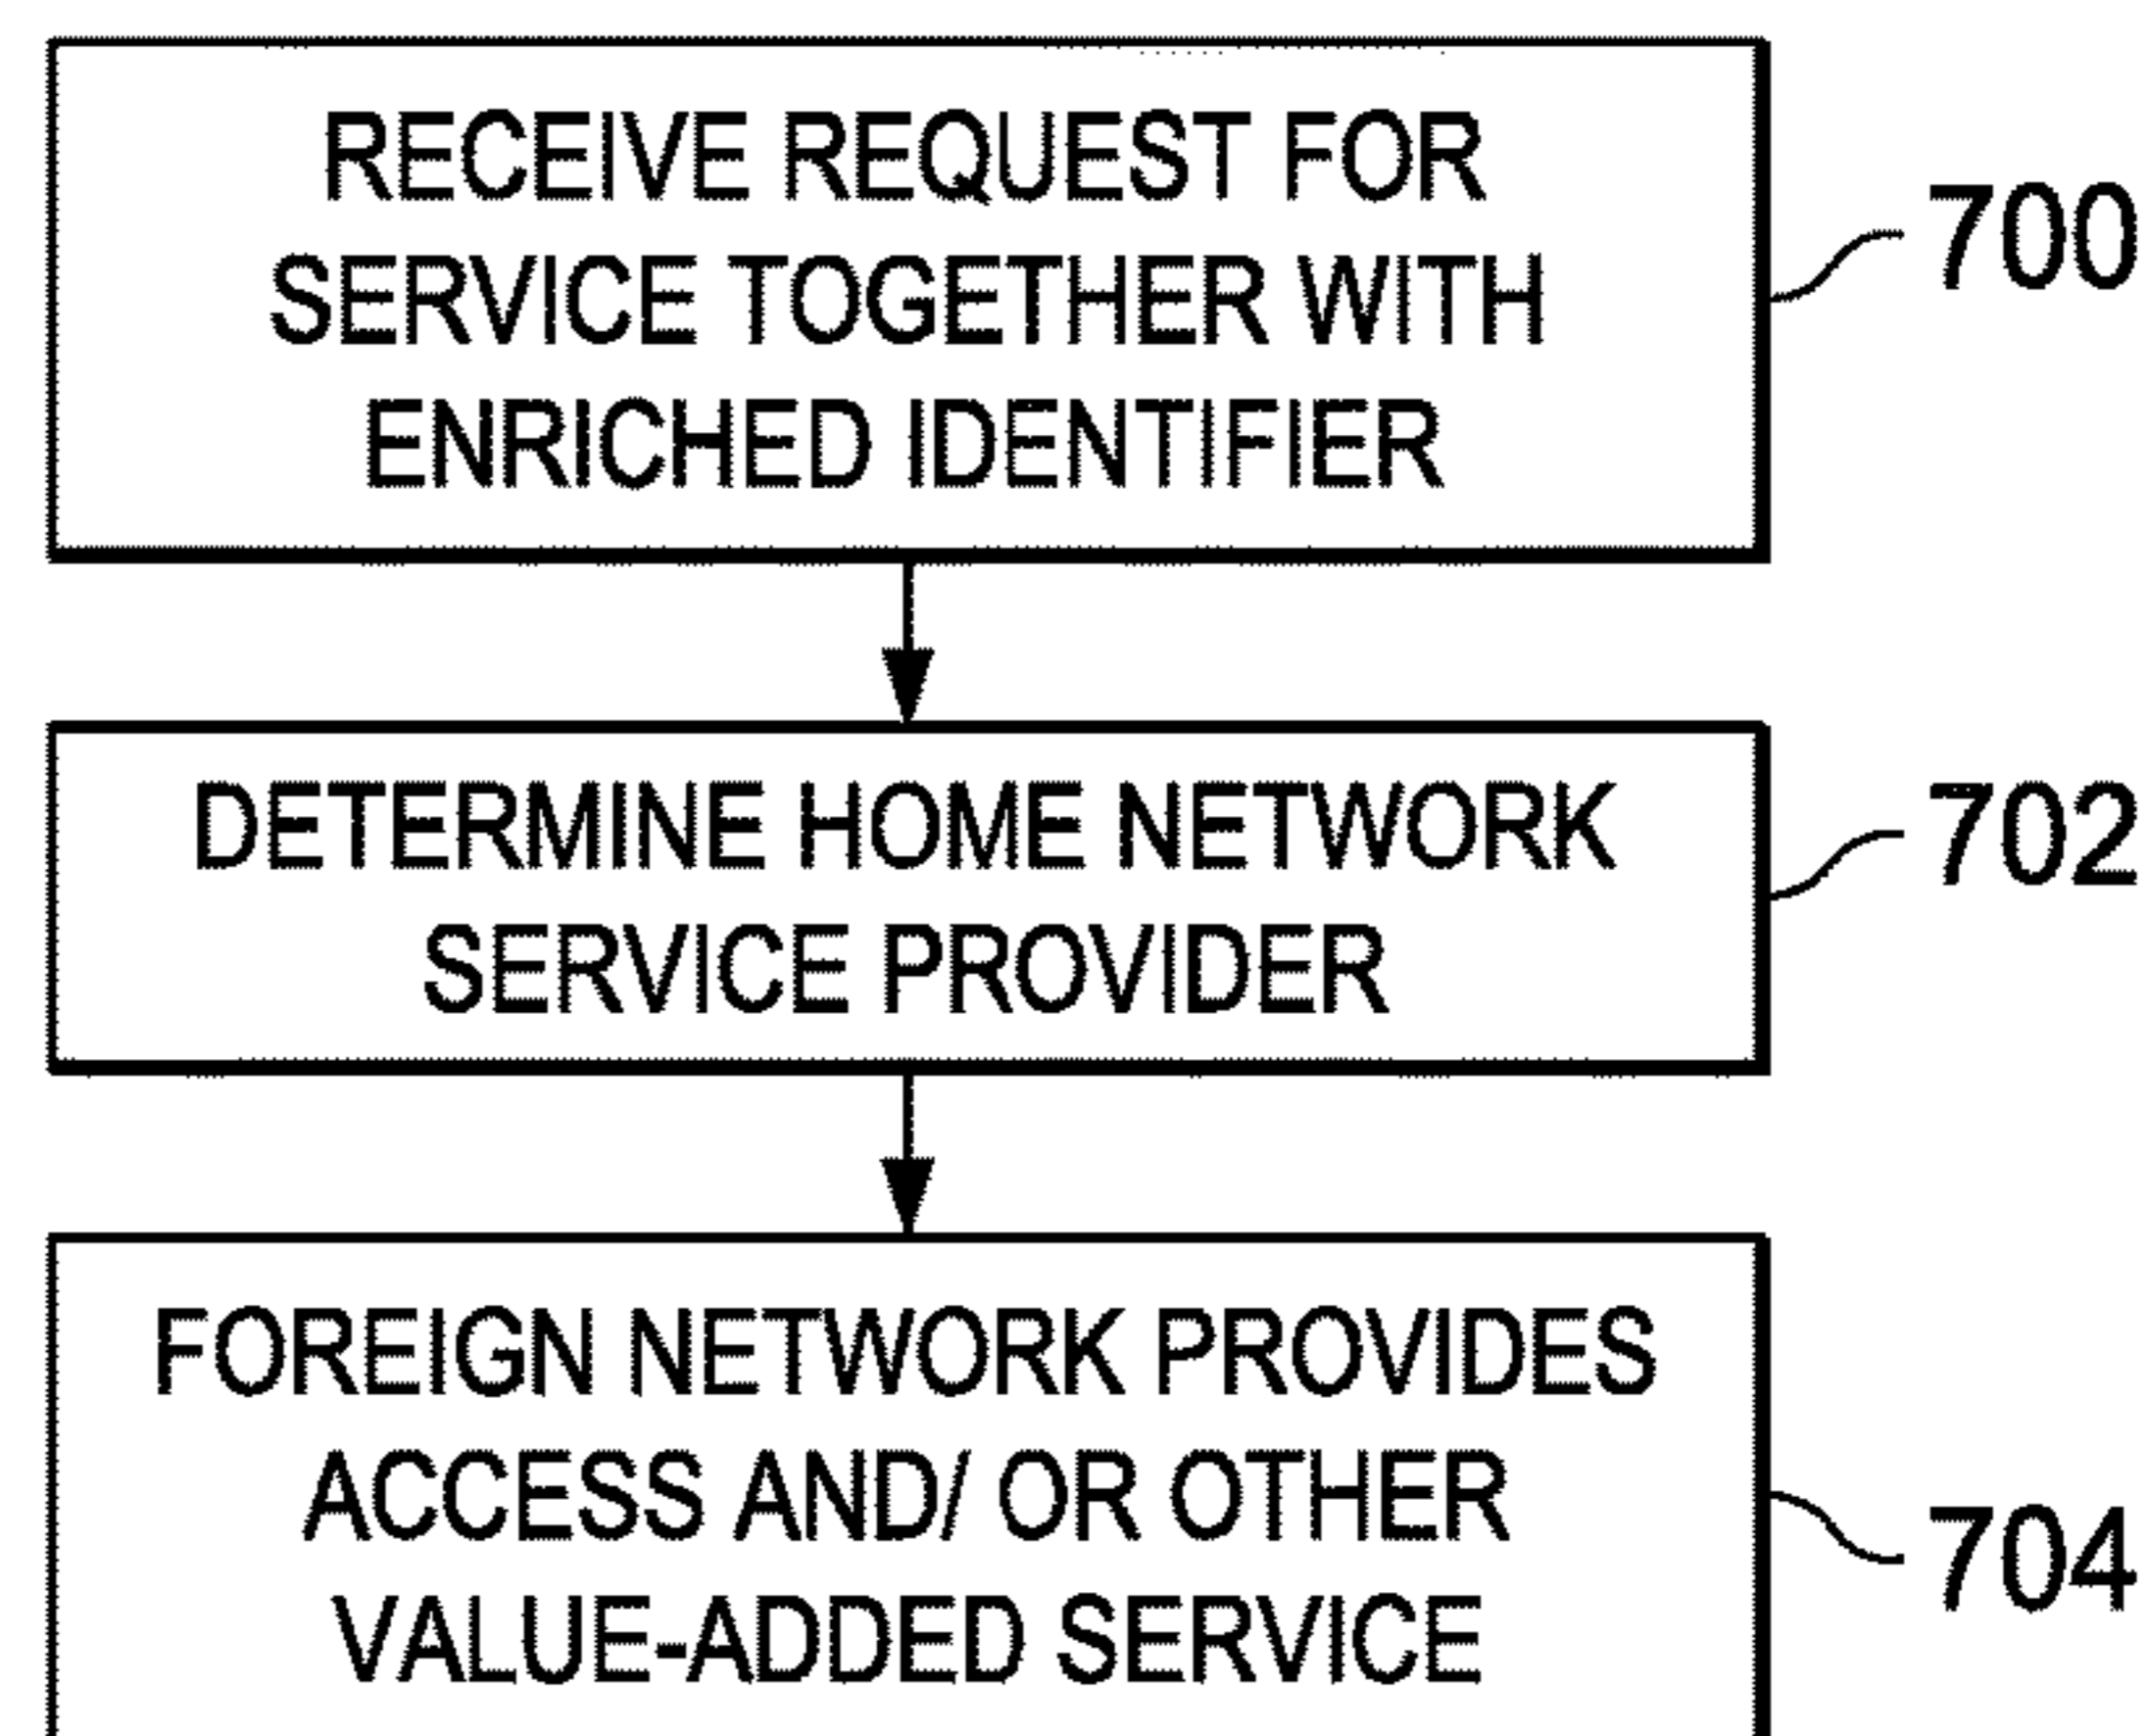 RECEIVE REQUEST FOR
SERVICE TOGETHER WITH
ENRICHED IDENTIFIER
700
DETERMINE HOME NETWORK
SERVICE PROVIDER
702
FOREIGN NETWORK PROVIDES
ACCESS AND/ OR OTHER
VALUE-ADDED SERVICE
704